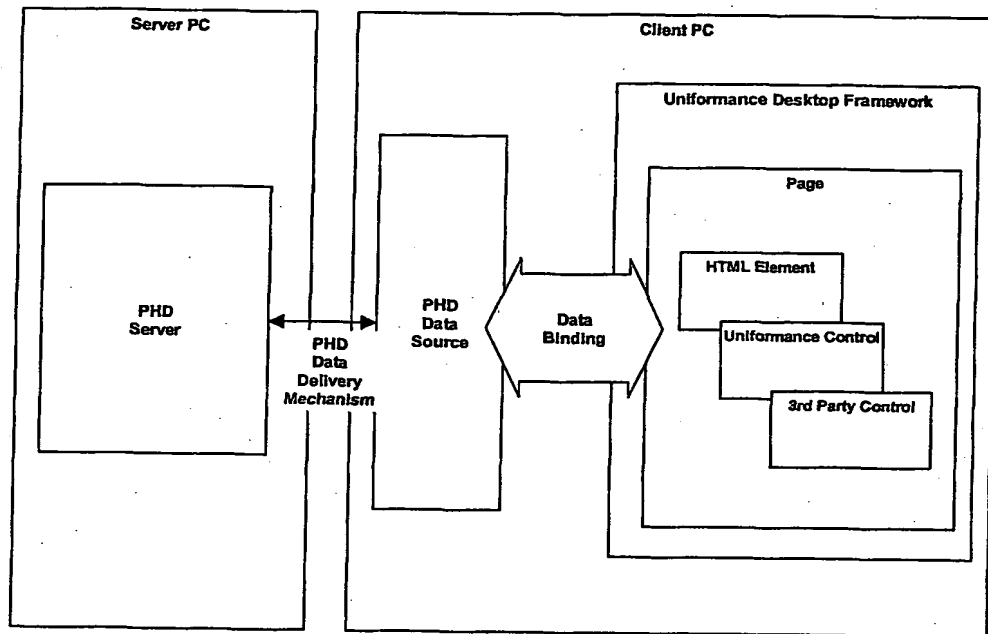 Server PC
Client PC
Uniformance Desktop Framework
Page
HTML Element
Uniformance Control
3rd Party Control
PHD
Server
PHD
Data
Delivery
Mechanism
PHD
Data
Source
Data
Binding